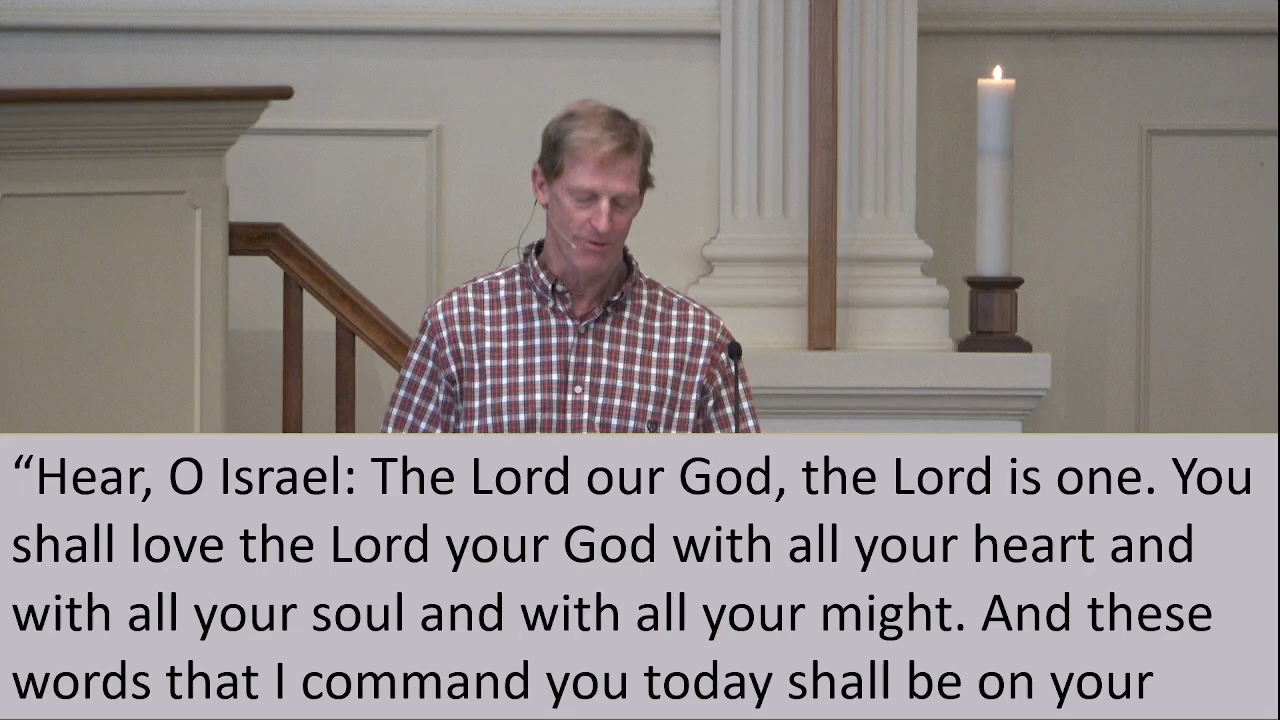 “Hear, O Israel: The Lord our God, the Lord is one. You
shall love the Lord your God with all your heart and
with all your soul and with all your might. And these
words that I command you today shall be on your